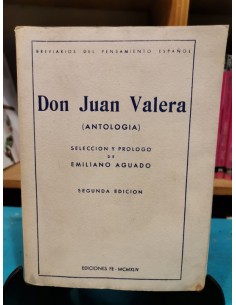 BREVIARIOS DEL PENSAMIENTO ESPAÑOL
Don Juan Valera
(ANTOLOGIA)
SELECCION Y PROLOGO
DE
EMILIANO AGUADO
SEGUNDA EDICION
EDICIONES FE - MCMXLIV